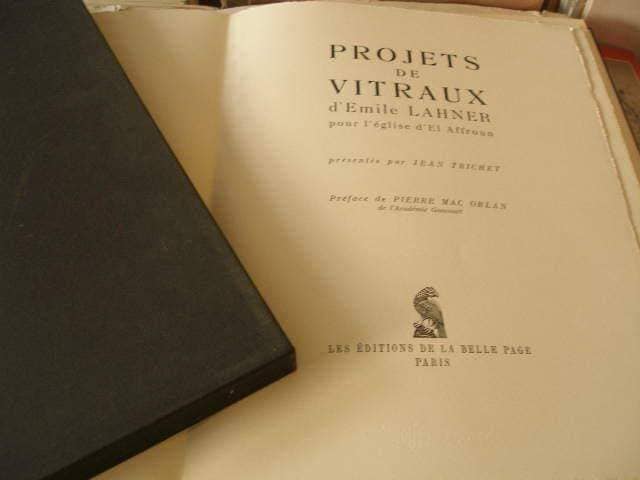 PROJETS
DE
VITRAUX
d'Emile LAHNER
pour l'église d'El Affroun
présentés par JEAN TRICHET
Préface de PIERRE MAC ORLAN
de l'Académie Goncourt
LES ÉDITIONS DE LA BELLE PAGE
PARIS